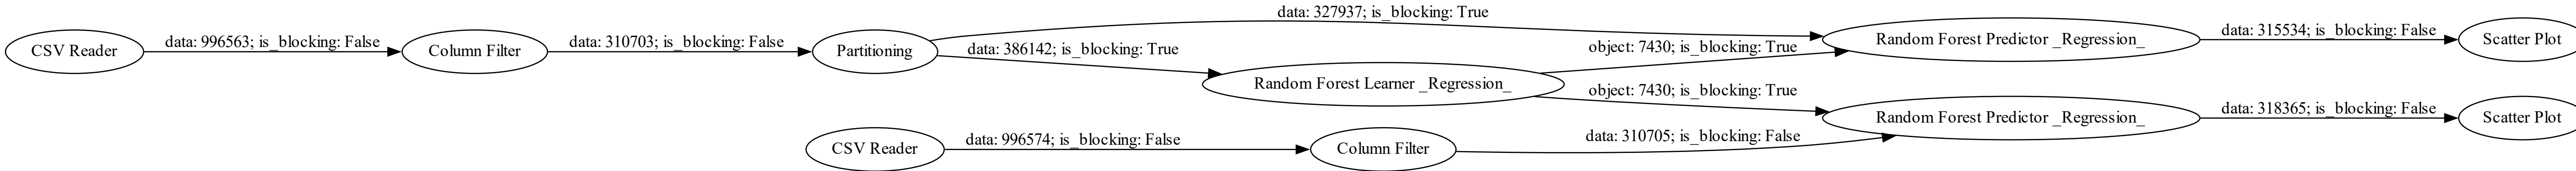 data: 327937; is_blocking: True
CSV Reader
data: 996563; is_blocking: False
Column Filter
data: 310703; is_blocking: False
Partitioning
data: 386142; is_blocking: True
Random Forest Learner _Regression_
object: 7430; is_blocking: True
Random Forest Predictor _Regression_
data: 315534; is_blocking: False
Scatter Plot
object: 7430; is_blocking: True
Random Forest Predictor _Regression_
data: 318365; is_blocking: False
Scatter Plot
CSV Reader
data: 996574; is_blocking: False
Column Filter
data: 310705; is_blocking: False